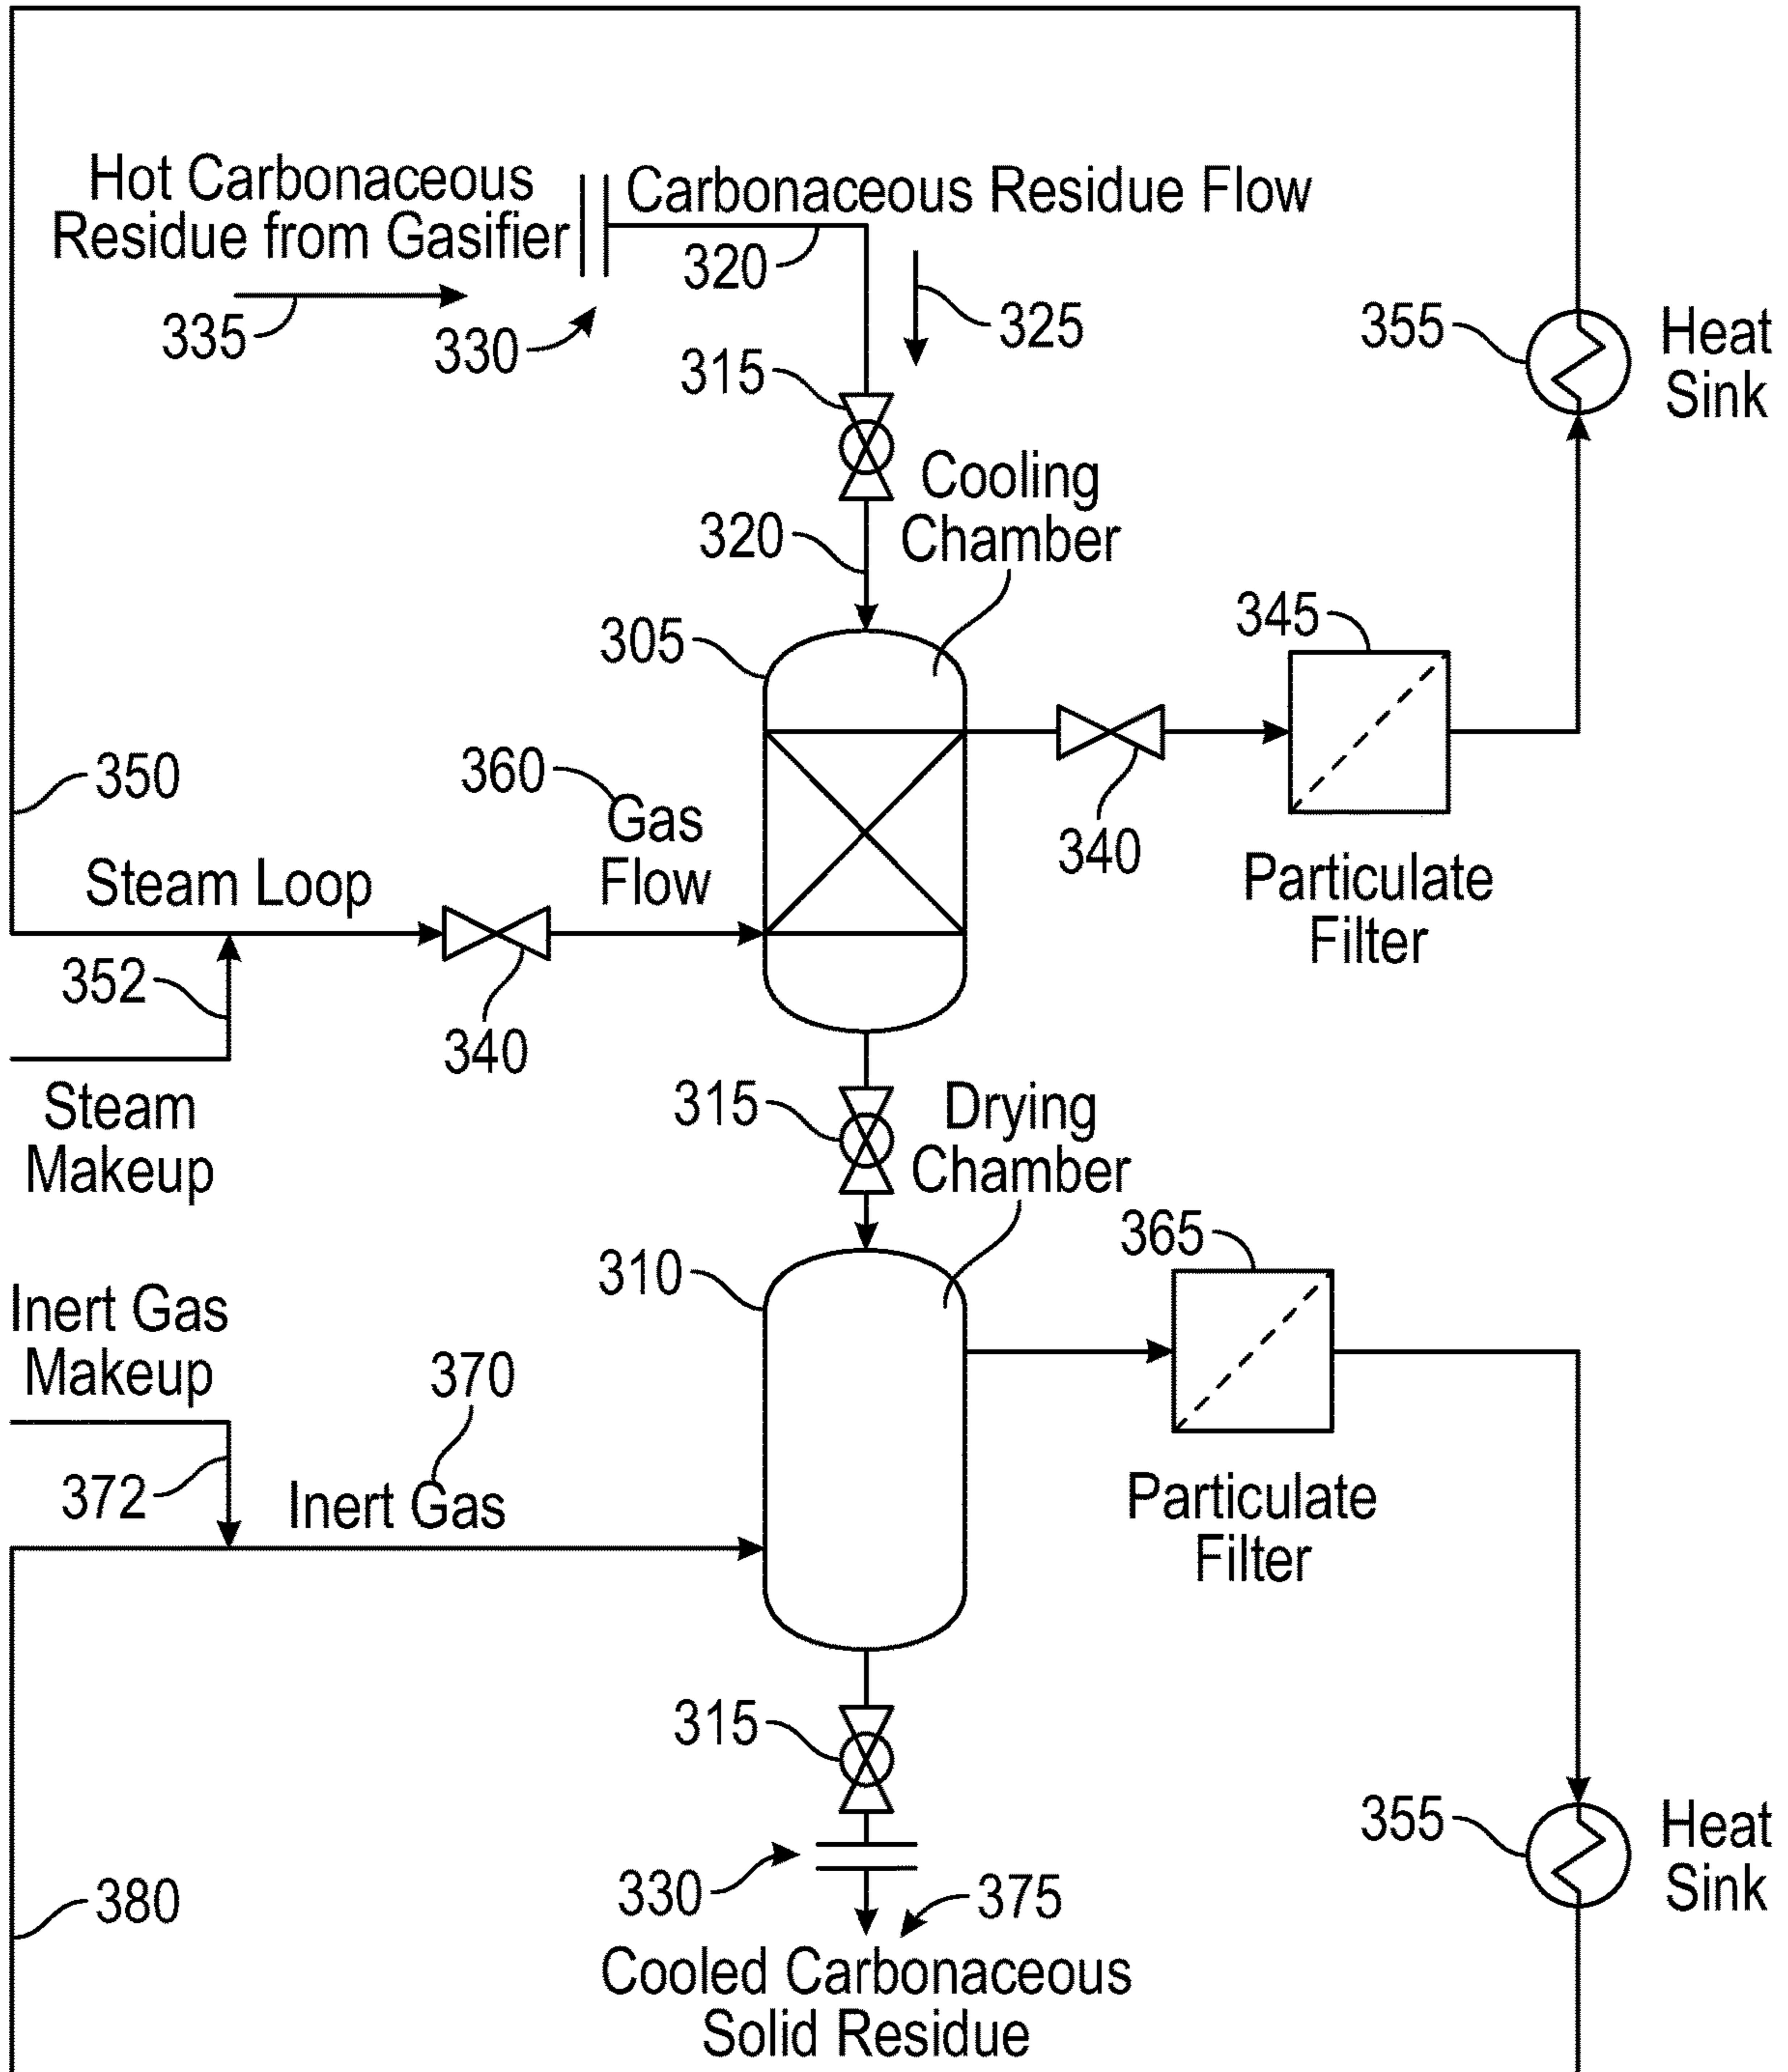 Hot Carbonaceous
Residue from Gasifier
335
330
Carbonaceous Residue Flow
320
325
315
355
Heat
Sink
Cooling
Chamber
320
305
345
350
360
Gas
Flow
340
Particulate
Filter
Steam Loop
352
340
Steam
Makeup
315
Drying
Chamber
310
365
Inert Gas
Makeup
370
372
Inert Gas
Particulate
Filter
315
355
Heat
Sink
330
375
380
Cooled Carbonaceous
Solid Residue